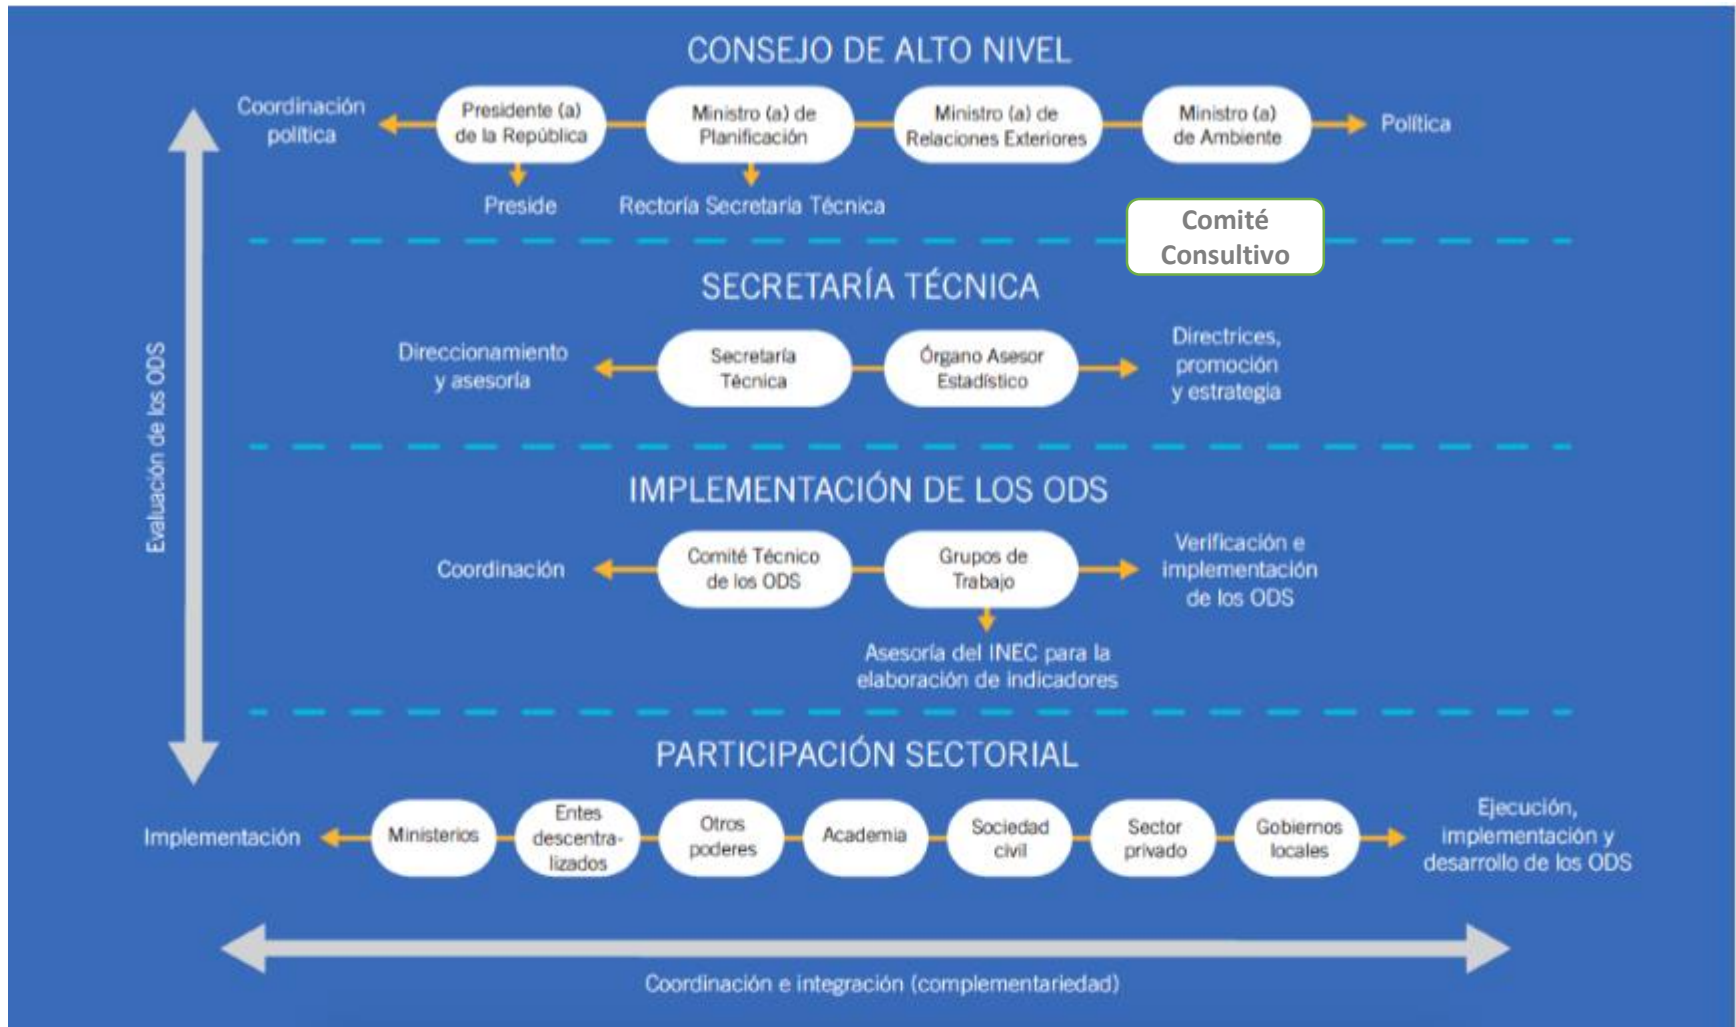 CONSEJO DE ALTO NIVEL
Coordinación
política
Presidente (a)
de la República
Ministro (a) de
Planificación
Ministro (a) de
Relaciones Exteriores
Ministro (a)
de Ambiente
Política
Preside
Rectoría Secretaria Técnica
Comité
Consultivo
SECRETARÍA TÉCNICA
Direccionamiento
y asesoría
Secretaría
Técnica
Órgano Asesor
Estadístico
Directrices,
promoción
y estrategia
Evaluación de los ODS
IMPLEMENTACIÓN DE LOS ODS
Coordinación
Comité Técnico
de los ODS
Grupos de
Trabajo
Verificación e
implementación
de los ODS
Asesoría del INEC para la
elaboración de indicadores
PARTICIPACIÓN SECTORIAL
Implementación
Ministerios
Entes
descentra-
lizados
Otros
poderes
Academia
Sociedad
civil
Sector
privado
Gobiernos
locales
Ejecución,
implementación y
desarrollo de los ODS
Coordinación e integración (complementariedad)